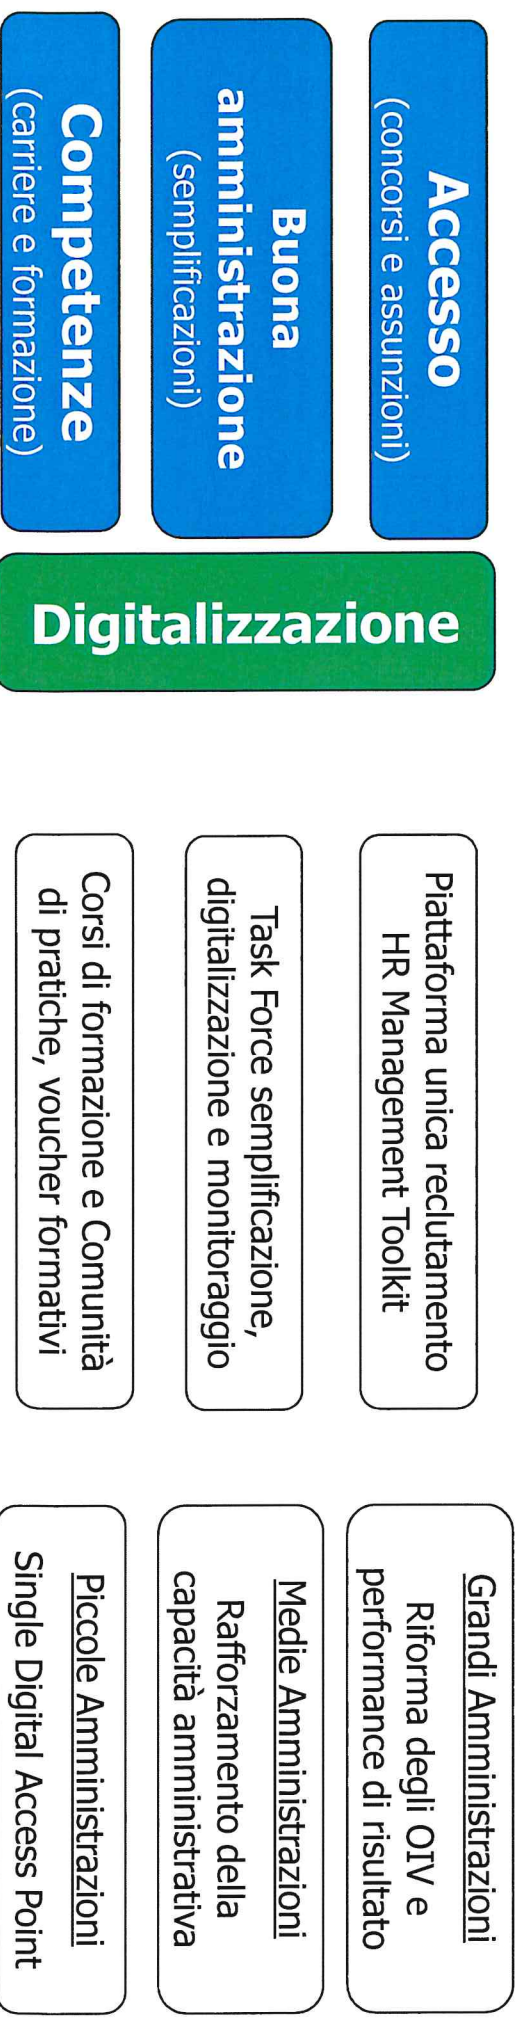 Accesso
(concorsi e assunzioni)
Buona
amministrazione
(semplificazioni)
Competenze
(carriere e formazione)
Digitalizzazione
Piattaforma unica reclutamento
HR Management Toolkit
Task Force semplificazione,
digitalizzazione e monitoraggio
Corsi di formazione e Comunità
di pratiche, voucher formativi
Grandi Amministrazioni
Riforma degli OIV e
performance di risultato
Medie Amministrazioni
Rafforzamento della
capacità amministrativa
Piccole Amministrazioni
Single Digital Access Point